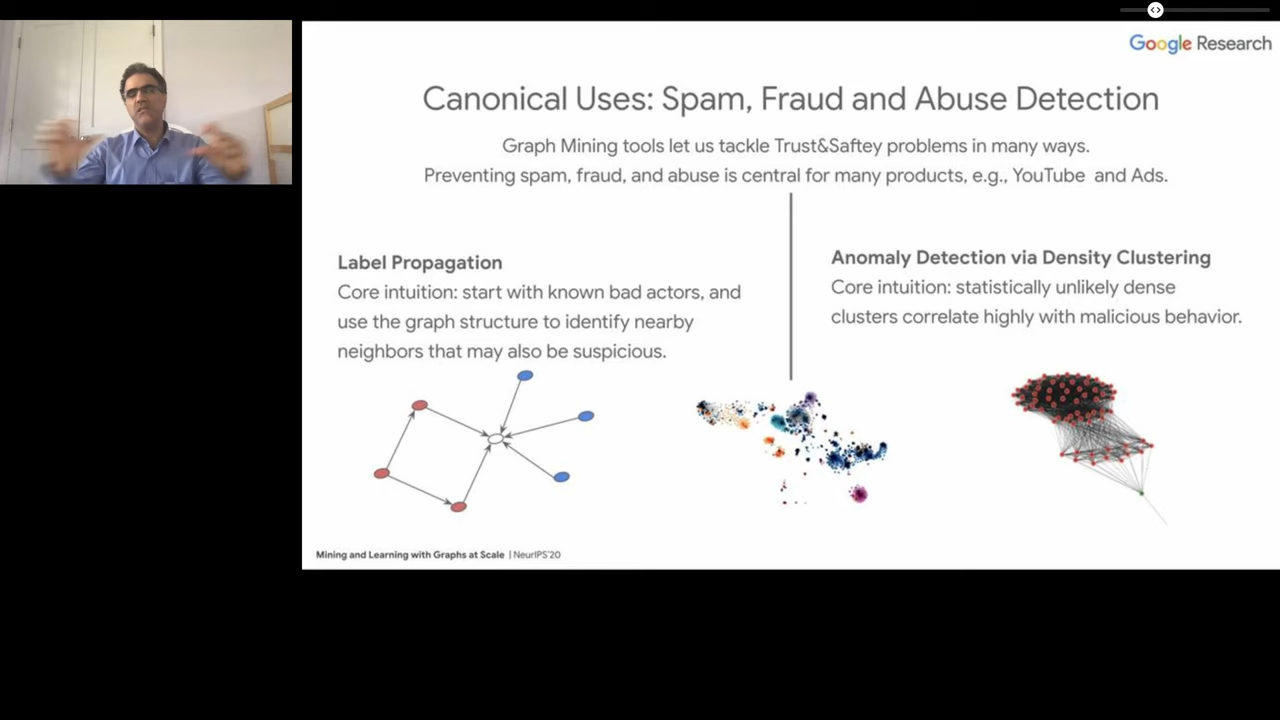 Google Research
Canonical Uses: Spam, Fraud and Abuse Detection
Graph Mining tools let us tackle Trust&Saftey problems in many ways.
Preventing spam, fraud, and abuse is central for many products, e.g., YouTube and Ads.
Label Propagation
Core intuition: start with known bad actors, and
use the graph structure to identify nearby
neighbors that may also be suspicious.
Anomaly Detection via Density Clustering
Core intuition: statistically unlikely dense
clusters correlate highly with malicious behavior.
Mining and Learning with Graphs at Scale | NeurIPS'20